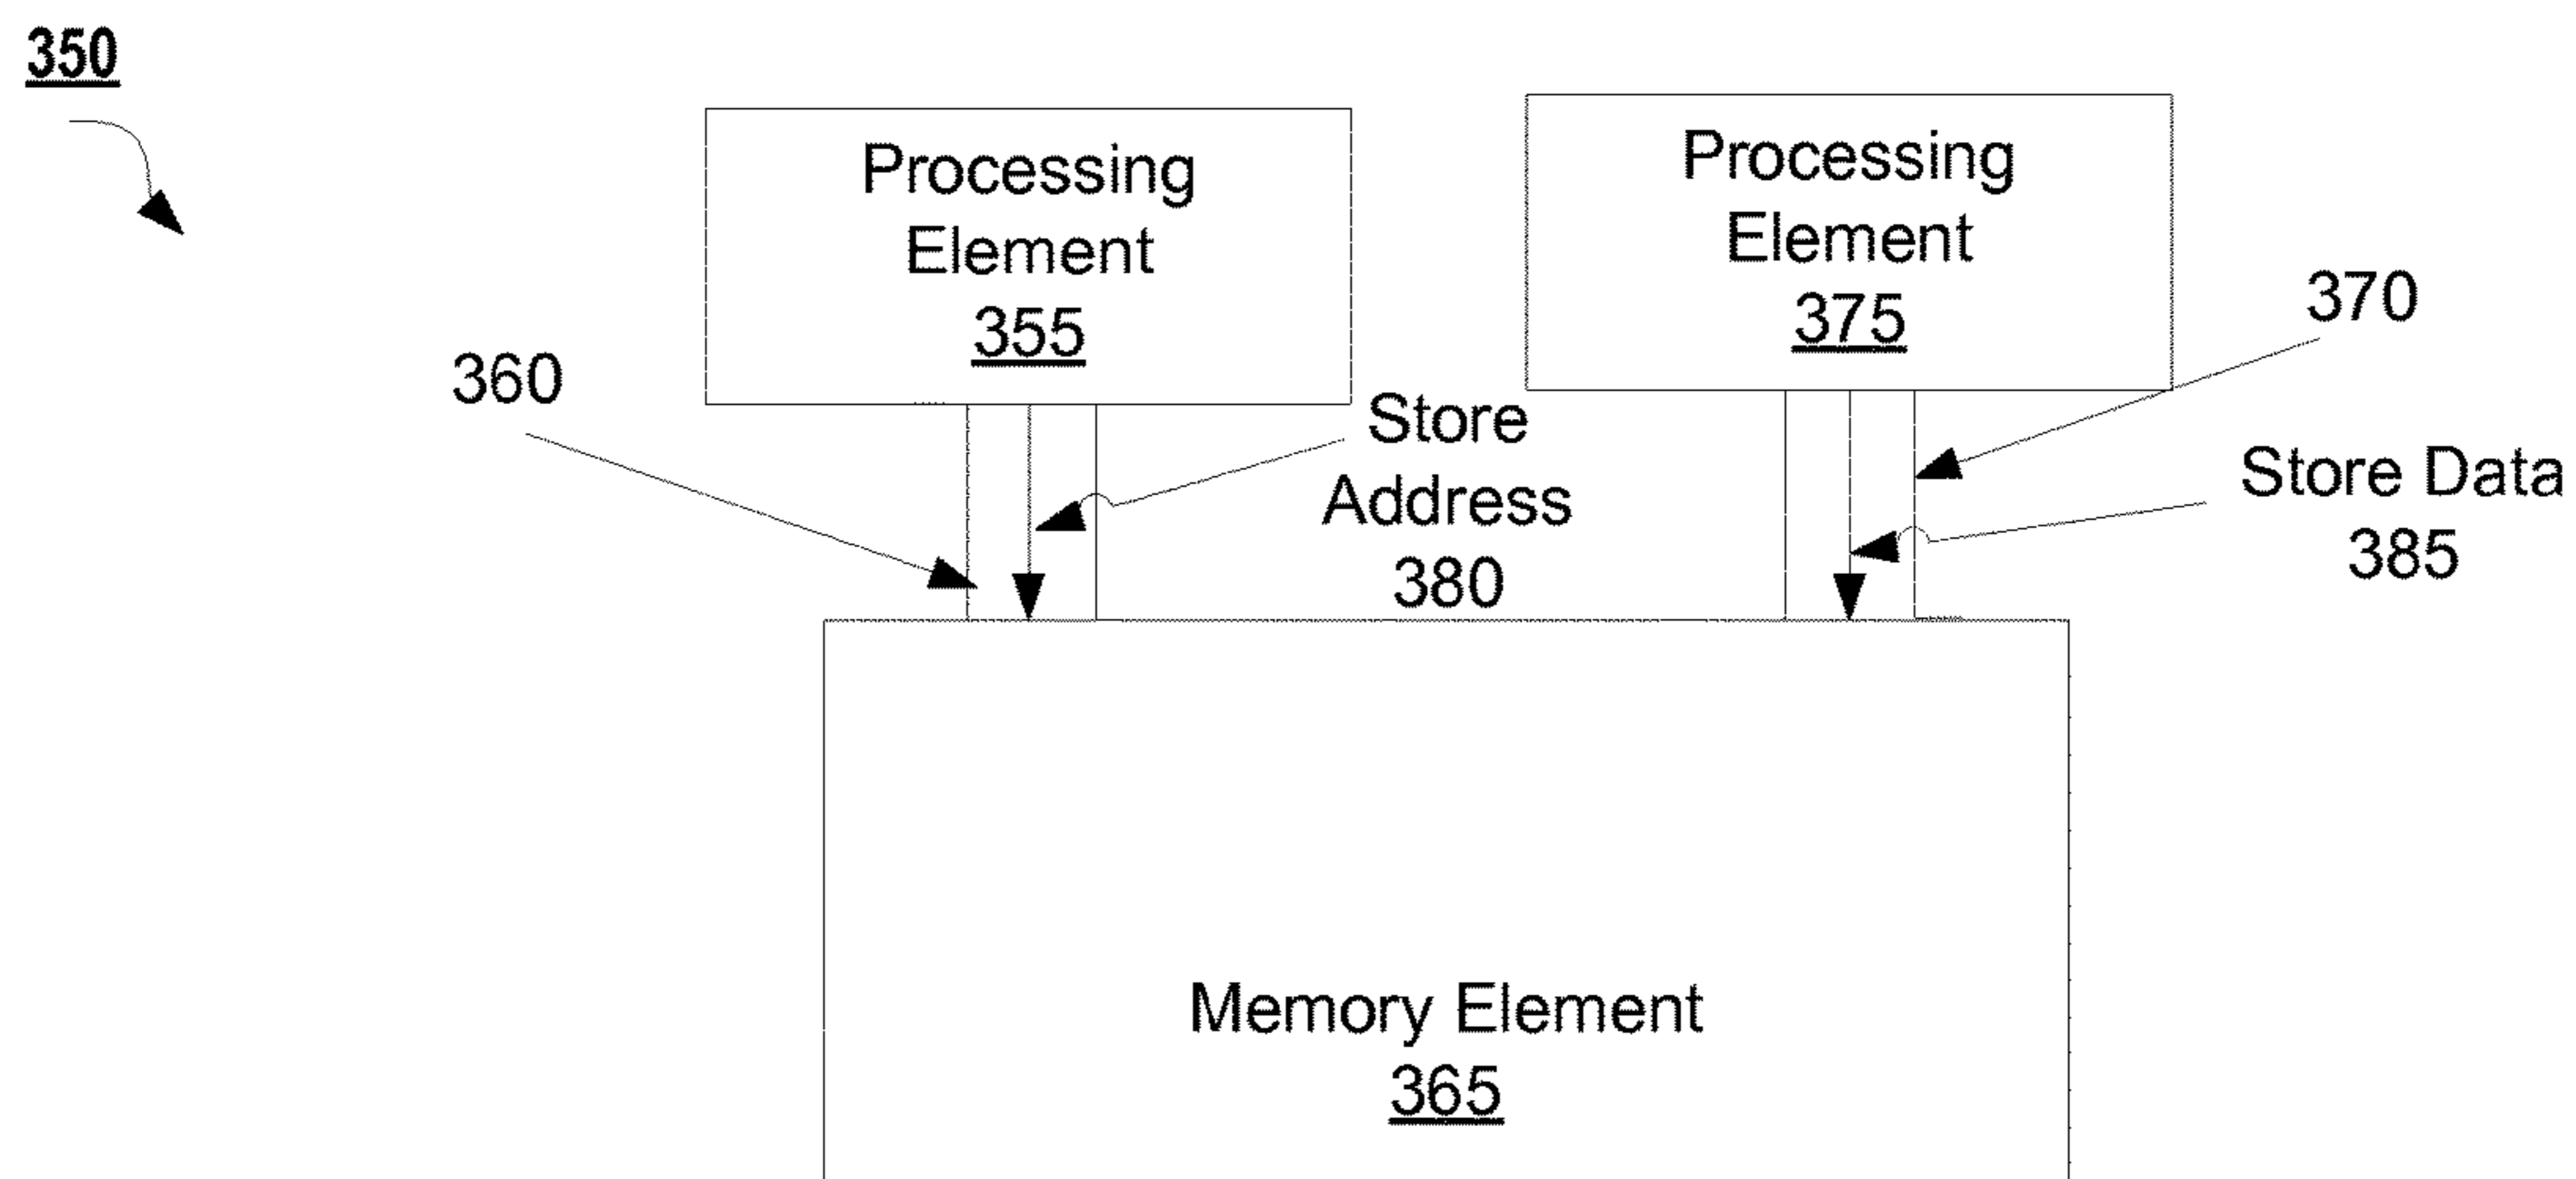 350
Processing
Element
355
Processing
Element
375
370
360
Store
Address
380
Store Data
385
Memory Element
365